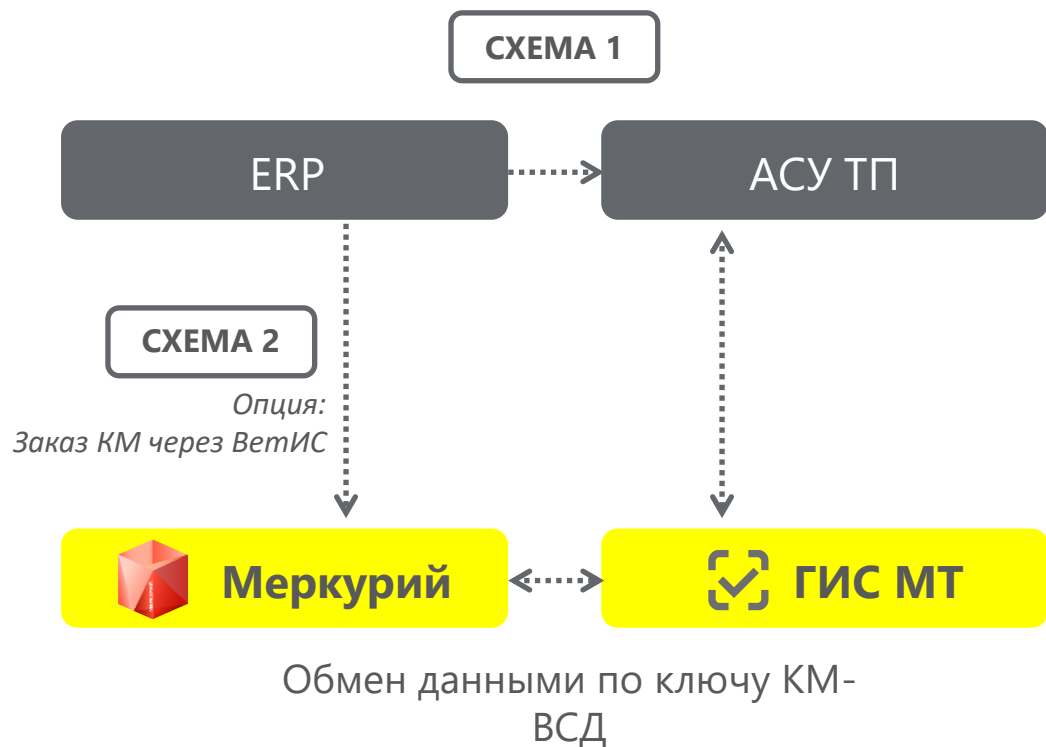 СХЕМА 1
ERP
АСУ ТП
СХЕМА 2
Опция:
Заказ КМ через ВетИС
Меркурий
ГИС МТ
Обмен данными по ключу КМ-
ВСД